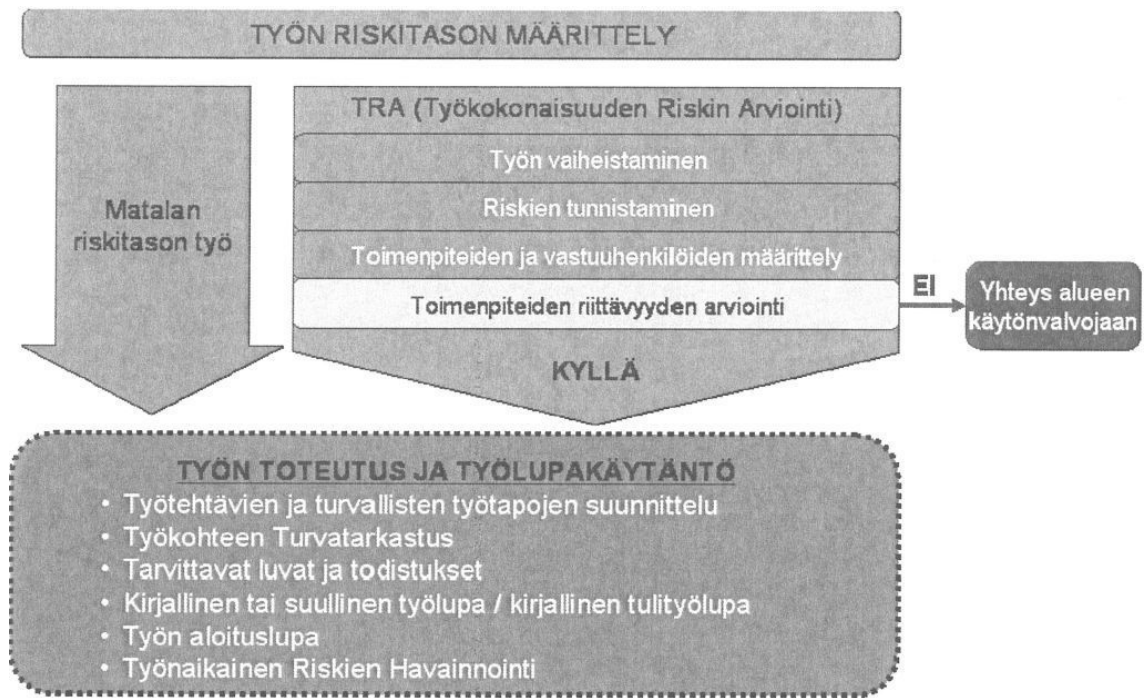 TYÖN RISKITASON MÄÄRITTELY
Matalan
riskitason työ
TRA (Työkokonaisuuden Riskin Arviointi)
Työn vaiheistaminen
Riskien tunnistaminen
Toimenpiteiden ja vastuuhenkilöiden määrittely
Toimenpiteiden riittävyyden arviointi
EI
Yhteys alueen
käytönvalvojaan
KYLLÄ
TYÖN TOTEUTUS JA TYÖLUPAKÄYTÄNTÖ
• Työtehtävien ja turvallisten työtapojen suunnittelu
• Työkohteen Turvatarkastus
• Tarvittavat luvat ja todistukset
• Kirjallinen tai suullinen työlupa / kirjallinen tulityölupa
• Työn aloituslupa
• Työnaikainen Riskien Havainnointi